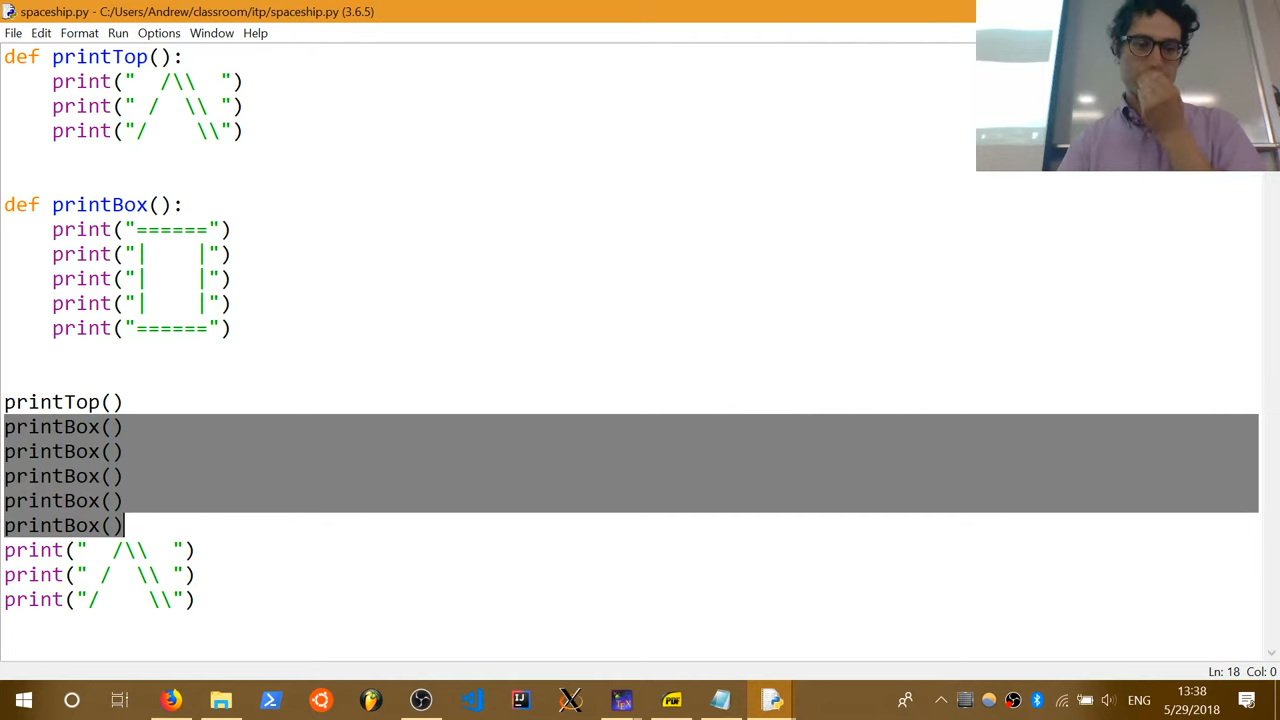 spaceship.py - C:/Users/Andrew/classroom/itp/spaceship.py (3.6.5)
File Edit Format Run Options Window Help
def printTop():
    print("  /\\  ")
    print(" /  \\ ")
    print("/    \\")
def printBox():
    print("======")
    print("|    |")
    print("|    |")
    print("|    |")
    print("======")
printTop()
printBox()
printBox()
printBox()
printBox()
printBox()
print("  /\\  ")
print(" /  \\ ")
print("/    \\")
Ln: 18 Col: 0
ENG
13:38
5/29/2018